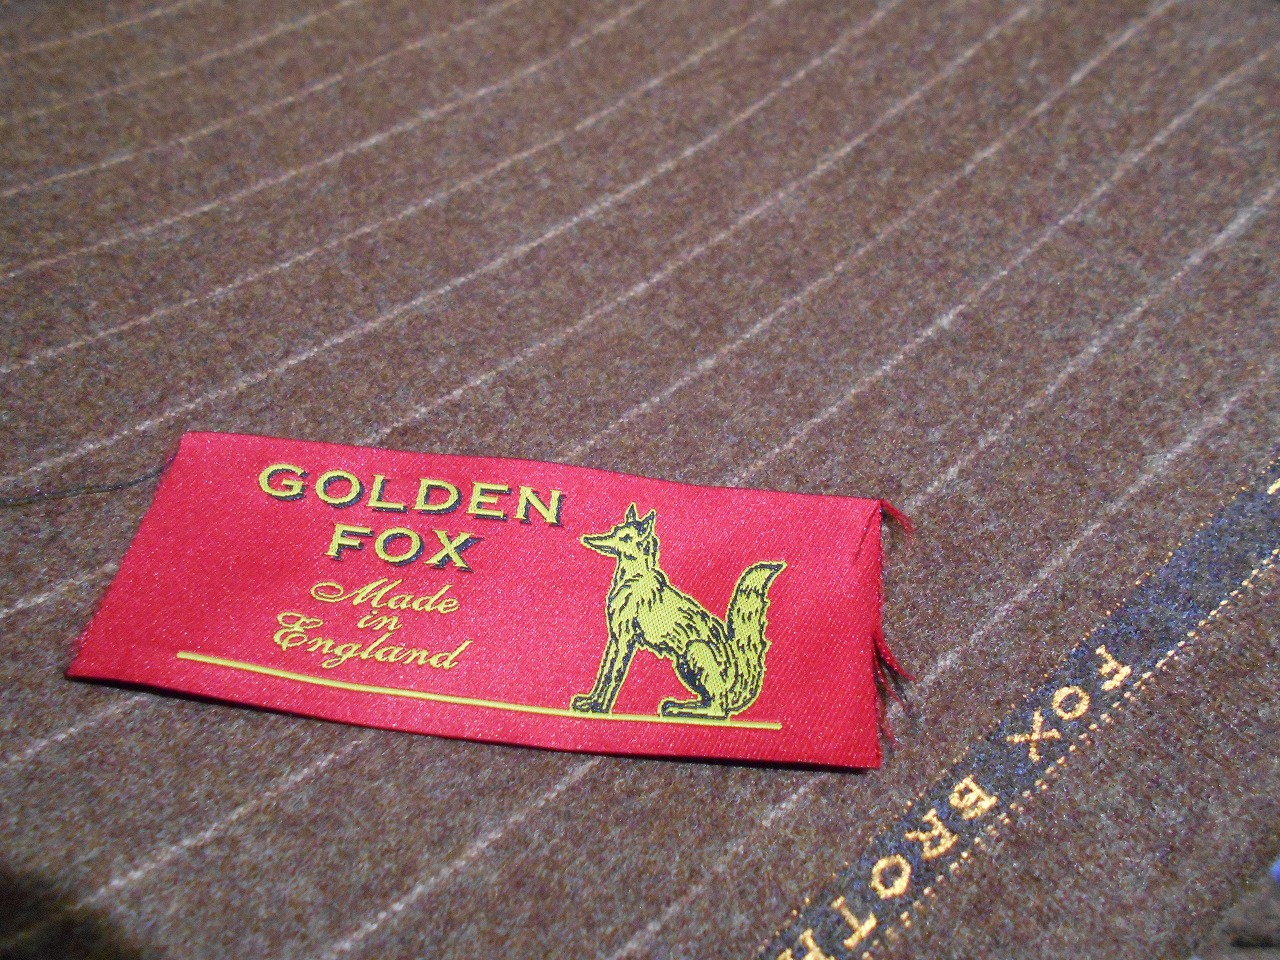 GOLDEN
FOX
Made
in
England
FOX BROTH